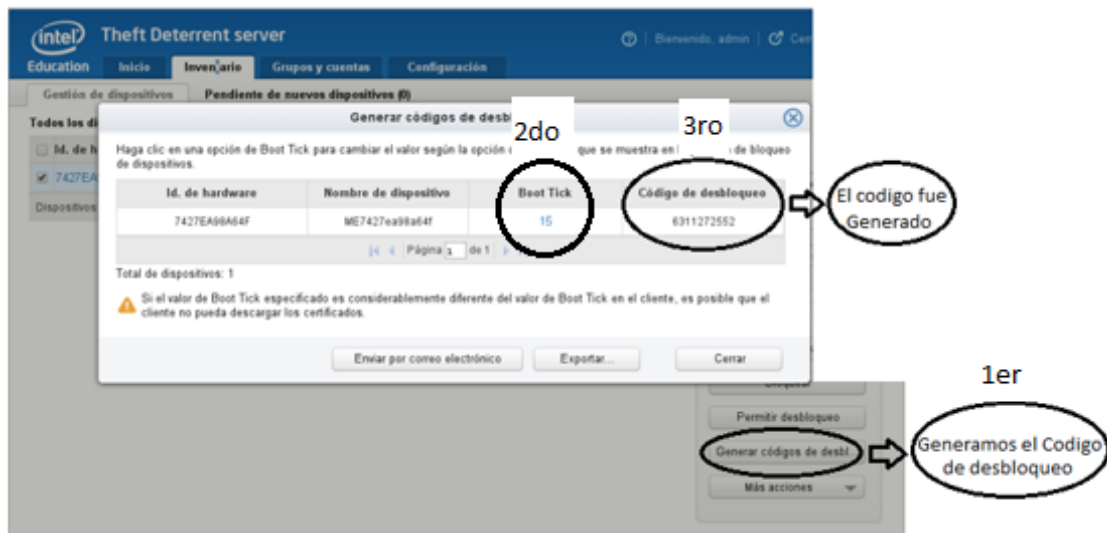 intel Theft Deterrent server
Bienvenido, admin
Education Inicio Inventario Grupos y cuentas Configuración
Gestión de dispositivos Pendiente de nuevos dispositivos (0)
2do
3ro
Todos los di
Generar códigos de desbl
Id. de h
Haga clic en una opción de Boot Tick para cambiar el valor según la opción que se muestra en de bloqueo
de dispositivos.
7427EA
Dispositivos
Id. de hardware Nombre de dispositivo Boot Tick Código de desbloqueo
7427EA98A64F ME7427ea98a64f 15 6311272552
El codigo fue
Generado
Página 1 de 1
Total de dispositivos: 1
Si el valor de Boot Tick especificado es considerablemente diferente del valor de Boot Tick en el cliente, es posible que el
cliente no pueda descargar los certificados.
Enviar por correo electrónico Exportar... Cerrar
1er
Permitir desbloqueo
Generar códigos de desbl...
Generamos el Codigo
de desbloqueo
Más acciones